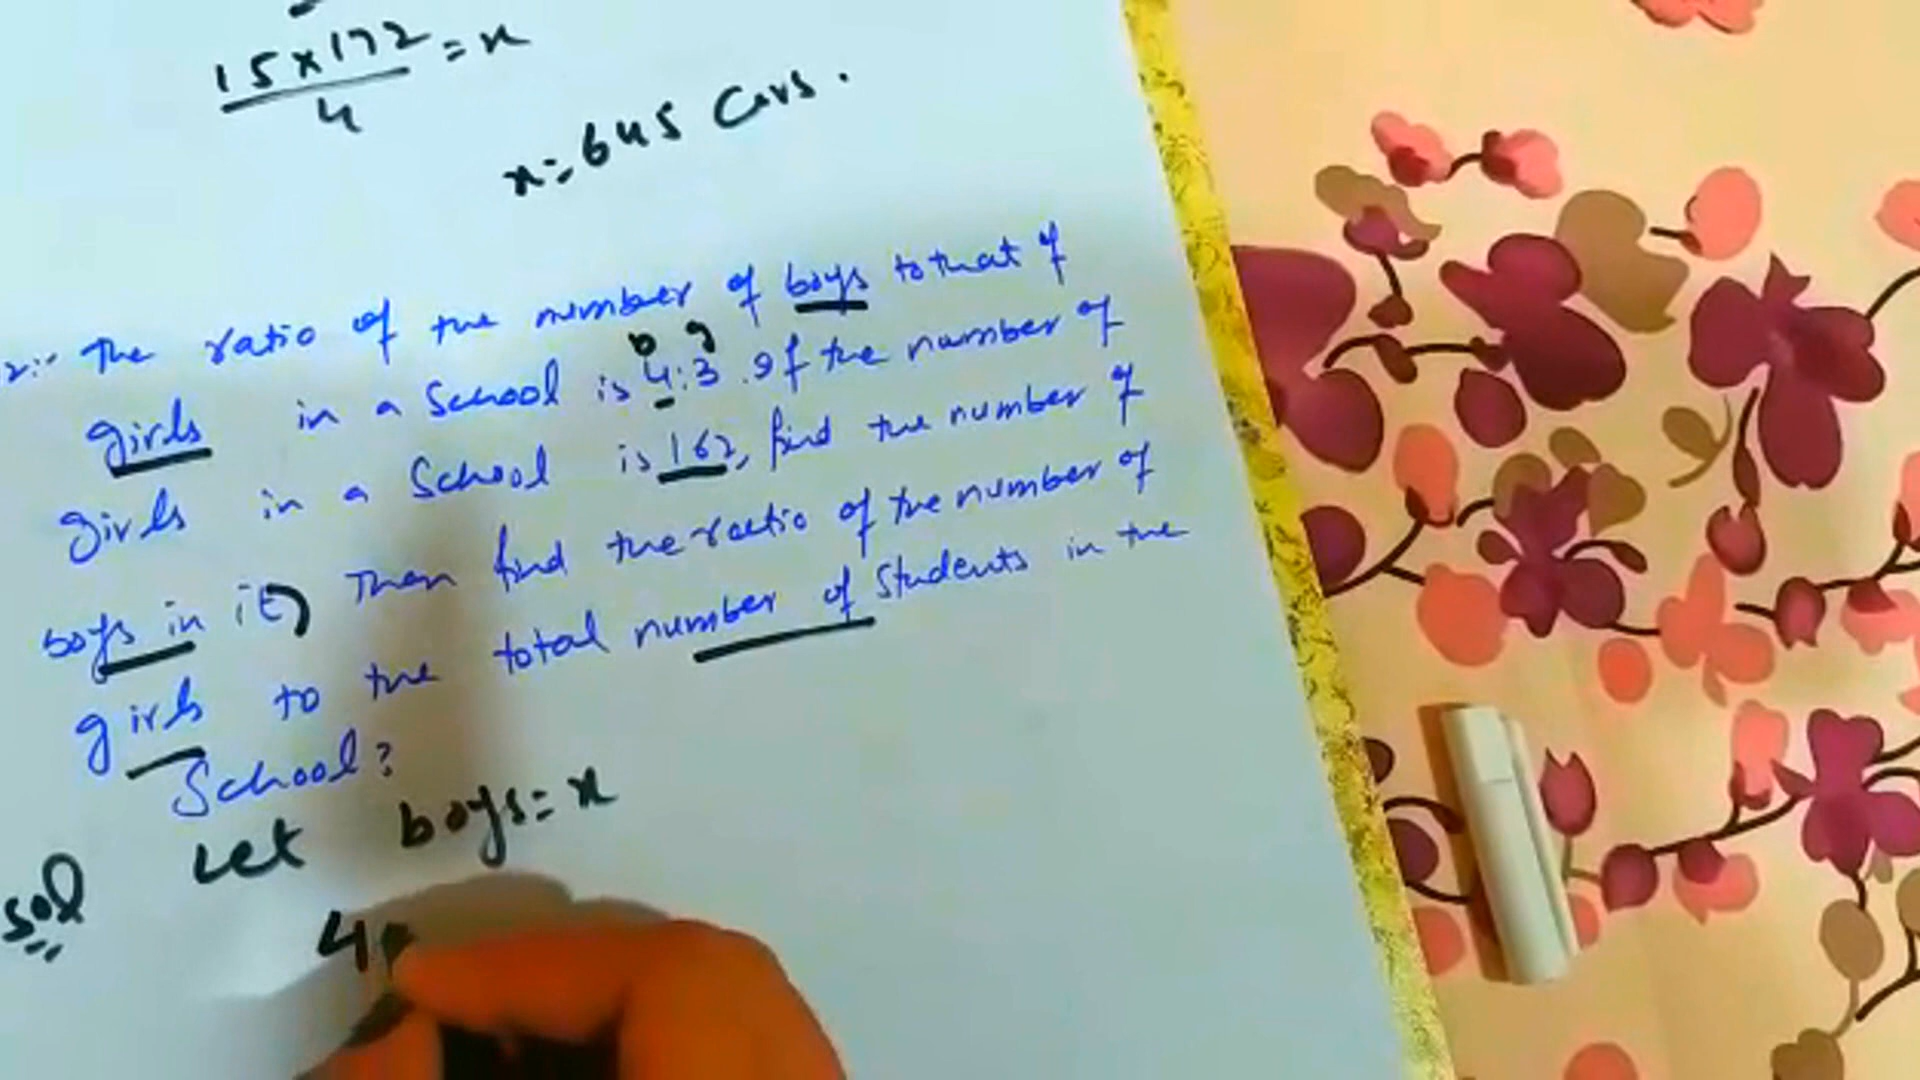 15×172 = x
4
x = 645 Cars.
b g
2:- The ratio of the number of boys to that of
girls in a School is 4:3. If the number of
girls in a School is 162, find the number of
boys in it) Then find the ratio of the number of
girls to the total number of students in the
School?
sol Let boys = x
4